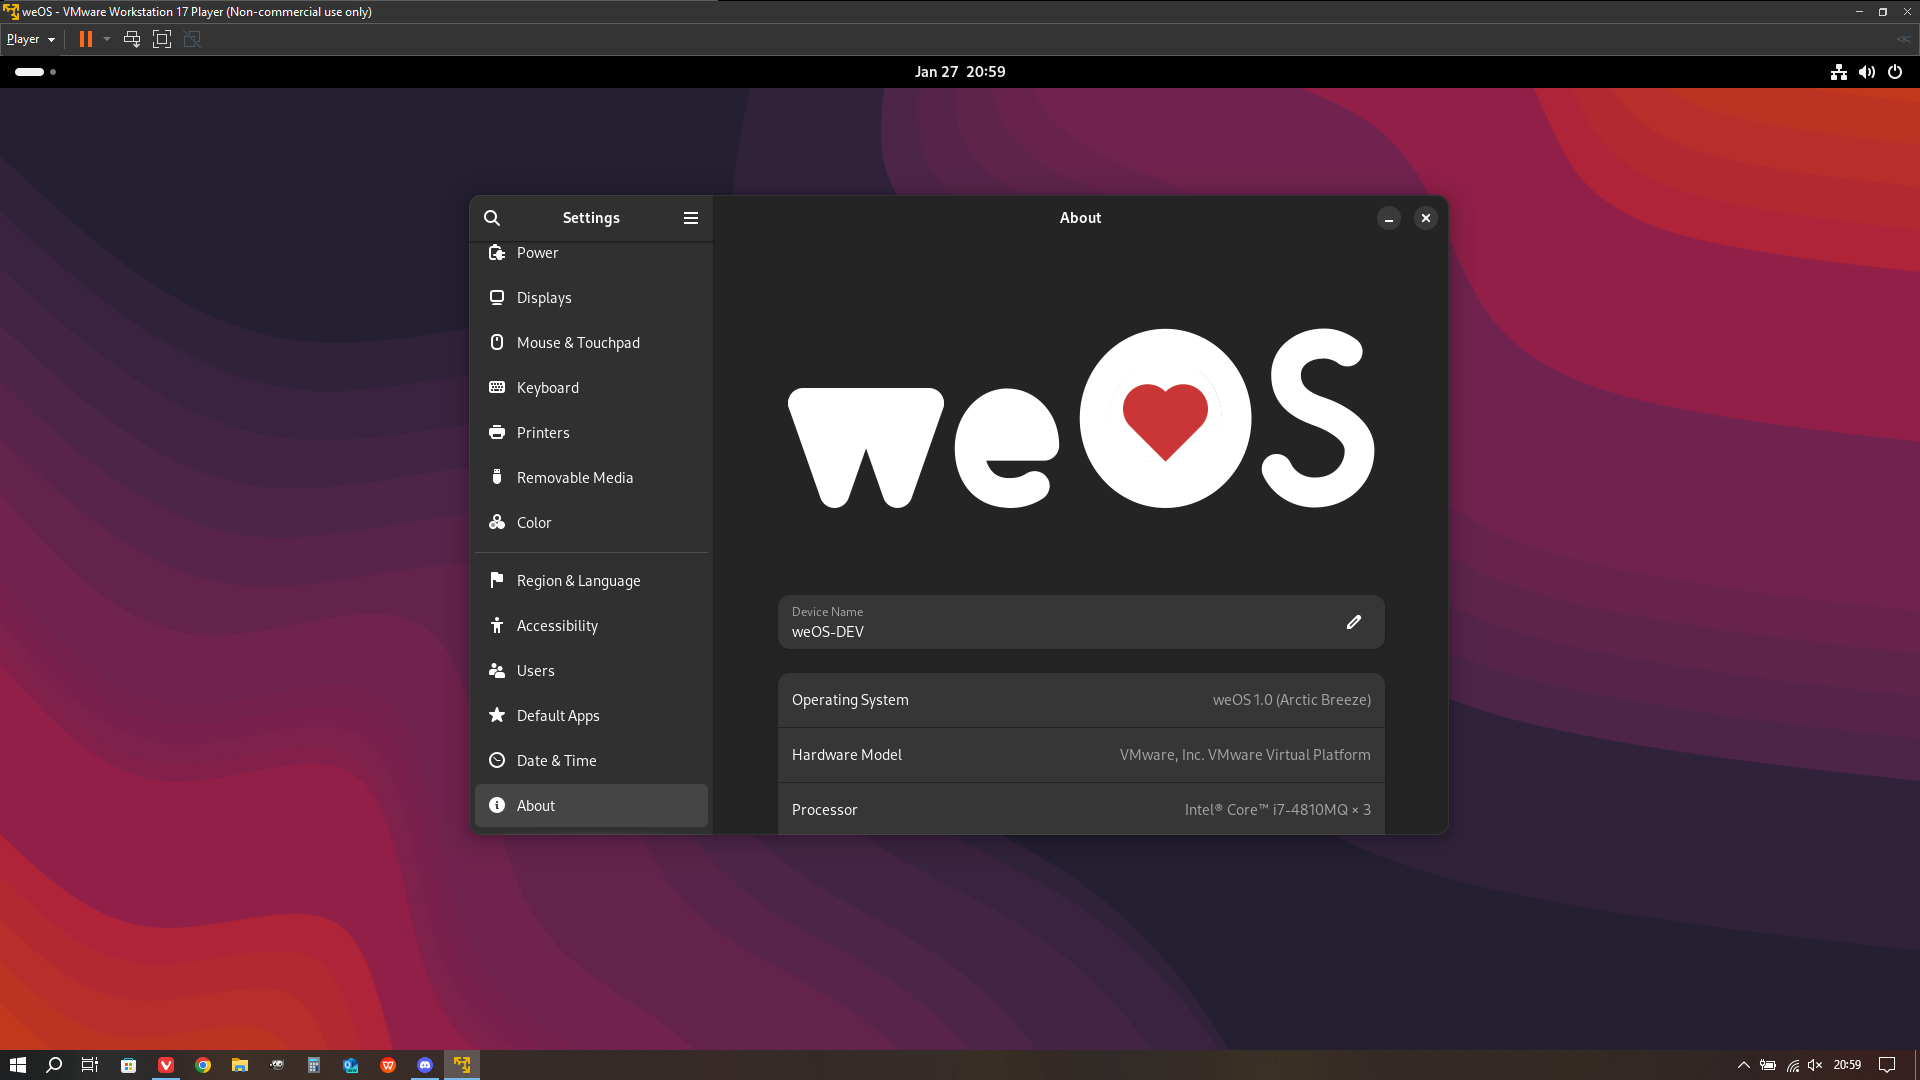 weOS - VMware Workstation 17 Player (Non-commercial use only)
Player
Jan 27 20:59
Settings
About
Power
Displays
Mouse & Touchpad
Keyboard
Printers
Removable Media
Color
Region & Language
Accessibility
Users
Default Apps
Date & Time
About
weOS
Device Name
weOS-DEV
Operating System
weOS 1.0 (Arctic Breeze)
Hardware Model
VMware, Inc. VMware Virtual Platform
Processor
Intel® Core™ i7-4810MQ × 3
20:59